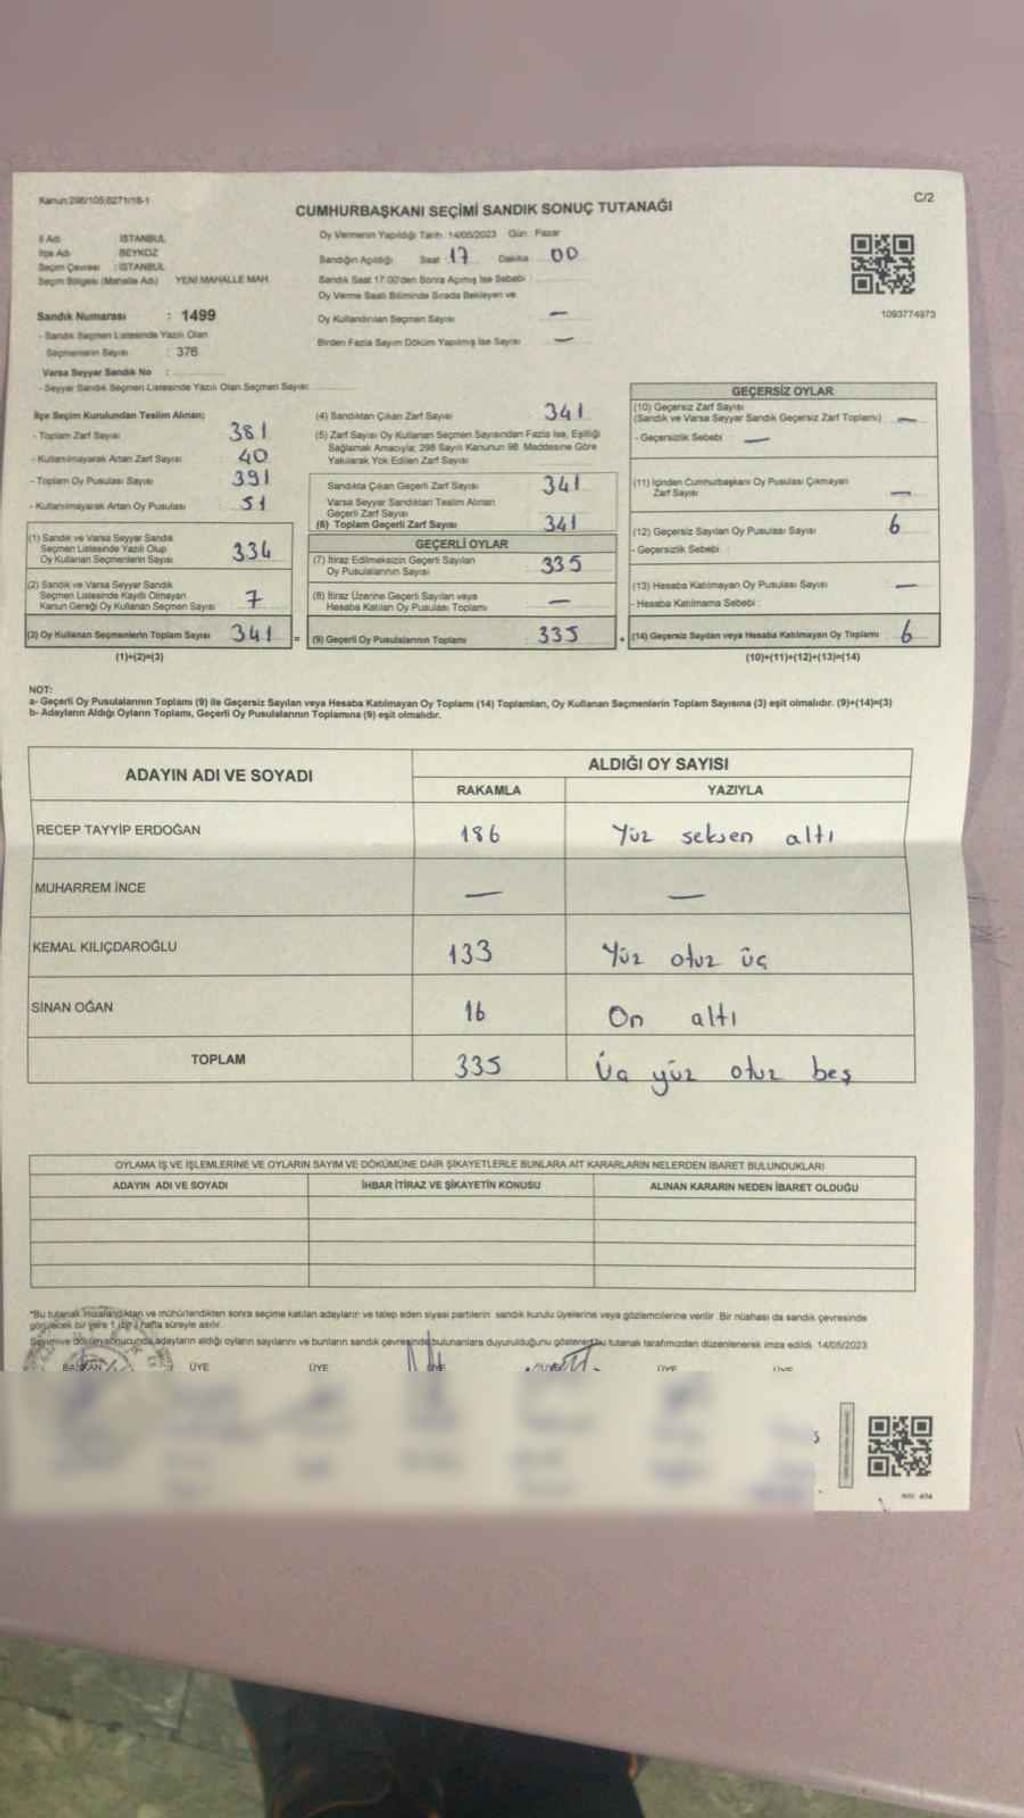 Kanun:298/105,6271/18-1
C/2
CUMHURBAŞKANI SEÇİMİ SANDIK SONUÇ TUTANAĞI
İl Adı : İSTANBUL
İlçe Adı : BEYKOZ
Seçim Çevresi : İSTANBUL
Seçim Bölgesi (Mahalle Adı) : YENİ MAHALLE MAH.
Sandık Numarası : 1499
- Sandık Seçmen Listesinde Yazılı Olan
Seçmenlerin Sayısı : 376
Varsa Seyyar Sandık No :
- Seyyar Sandık Seçmen Listesinde Yazılı Olan Seçmen Sayısı:
Oy Vermenin Yapıldığı Tarih: 14/05/2023 Gün: Pazar
Sandığın Açıldığı Saat: 17 Dakika: 00
Sandık Saat 17.00'den Sonra Açılmış İse Sebebi :
Oy Verme Saati Bitiminde Sırada Bekleyen ve
Oy Kullandırılan Seçmen Sayısı —
Birden Fazla Sayım Döküm Yapılmış İse Sayısı —
1093774973
İlçe Seçim Kurulundan Teslim Alınan;
- Toplam Zarf Sayısı 381
- Kullanılmayarak Artan Zarf Sayısı 40
- Toplam Oy Pusulası Sayısı 391
- Kullanılmayarak Artan Oy Pusulası 51
(1) Sandık ve Varsa Seyyar Sandık
Seçmen Listesinde Yazılı Olup
Oy Kullanan Seçmenlerin Sayısı 334
(2) Sandık ve Varsa Seyyar Sandık
Seçmen Listesinde Kayıtlı Olmayan
Kanun Gereği Oy Kullanan Seçmen Sayısı 7
(3) Oy Kullanan Seçmenlerin Toplam Sayısı 341 =
(1)+(2)=(3)
(4) Sandıktan Çıkan Zarf Sayısı 341
(5) Zarf Sayısı Oy Kullanan Seçmen Sayısından Fazla İse, Eşitliği
Sağlamak Amacıyla; 298 Sayılı Kanunun 98. Maddesine Göre
Yakılarak Yok Edilen Zarf Sayısı
Sandıkta Çıkan Geçerli Zarf Sayısı 341
Varsa Seyyar Sandıktan Teslim Alınan
Geçerli Zarf Sayısı
(6) Toplam Geçerli Zarf Sayısı 341
GEÇERLİ OYLAR
(7) İtiraz Edilmeksizin Geçerli Sayılan
Oy Pusulalarının Sayısı 335
(8) İtiraz Üzerine Geçerli Sayılan veya
Hesaba Katılan Oy Pusulası Toplamı —
(9) Geçerli Oy Pusulalarının Toplamı 335 +
GEÇERSİZ OYLAR
(10) Geçersiz Zarf Sayısı
(Sandık ve Varsa Seyyar Sandık Geçersiz Zarf Toplamı) —
- Geçersizlik Sebebi : —
(11) İçinden Cumhurbaşkanı Oy Pusulası Çıkmayan
Zarf Sayısı —
(12) Geçersiz Sayılan Oy Pusulası Sayısı 6
- Geçersizlik Sebebi :
(13) Hesaba Katılmayan Oy Pusulası Sayısı —
- Hesaba Katılmama Sebebi :
(14) Geçersiz Sayılan veya Hesaba Katılmayan Oy Toplamı 6
(10)+(11)+(12)+(13)=(14)
NOT:
a- Geçerli Oy Pusulalarının Toplamı (9) ile Geçersiz Sayılan veya Hesaba Katılmayan Oy Toplamı (14) Toplamları, Oy Kullanan Seçmenlerin Toplam Sayısına (3) eşit olmalıdır. (9)+(14)=(3)
b- Adayların Aldığı Oyların Toplamı, Geçerli Oy Pusulalarının Toplamına (9) eşit olmalıdır.
ADAYIN ADI VE SOYADI
ALDIĞI OY SAYISI
RAKAMLA YAZIYLA
RECEP TAYYİP ERDOĞAN 186 Yüz seksen altı
MUHARREM İNCE — —
KEMAL KILIÇDAROĞLU 133 Yüz otuz üç
SİNAN OĞAN 16 On altı
TOPLAM 335 Üç yüz otuz beş
OYLAMA İŞ VE İŞLEMLERİNE VE OYLARIN SAYIM VE DÖKÜMÜNE DAİR ŞİKAYETLERLE BUNLARA AİT KARARLARIN NELERDEN İBARET BULUNDUKLARI
ADAYIN ADI VE SOYADI İHBAR İTİRAZ VE ŞİKAYETİN KONUSU ALINAN KARARIN NEDEN İBARET OLDUĞU
*Bu tutanak imzalandıktan ve mühürlendikten sonra seçime katılan adayların ve talep eden siyasi partilerin sandık kurulu üyelerine veya gözlemcilerine verilir. Bir nüshası da sandık çevresinde
görülecek bir yere 1 (bir) hafta süreyle asılır.
Sayım ve döküm sonucunda adayların aldığı oyların sayılarını ve bunların sandık çevresinde bulunanlara duyurulduğunu gösteren bu tutanak tarafımızdan düzenlenerek imza edildi. 14/05/2023
BAŞKAN ÜYE ÜYE ÜYE ÜYE ÜYE ÜYE